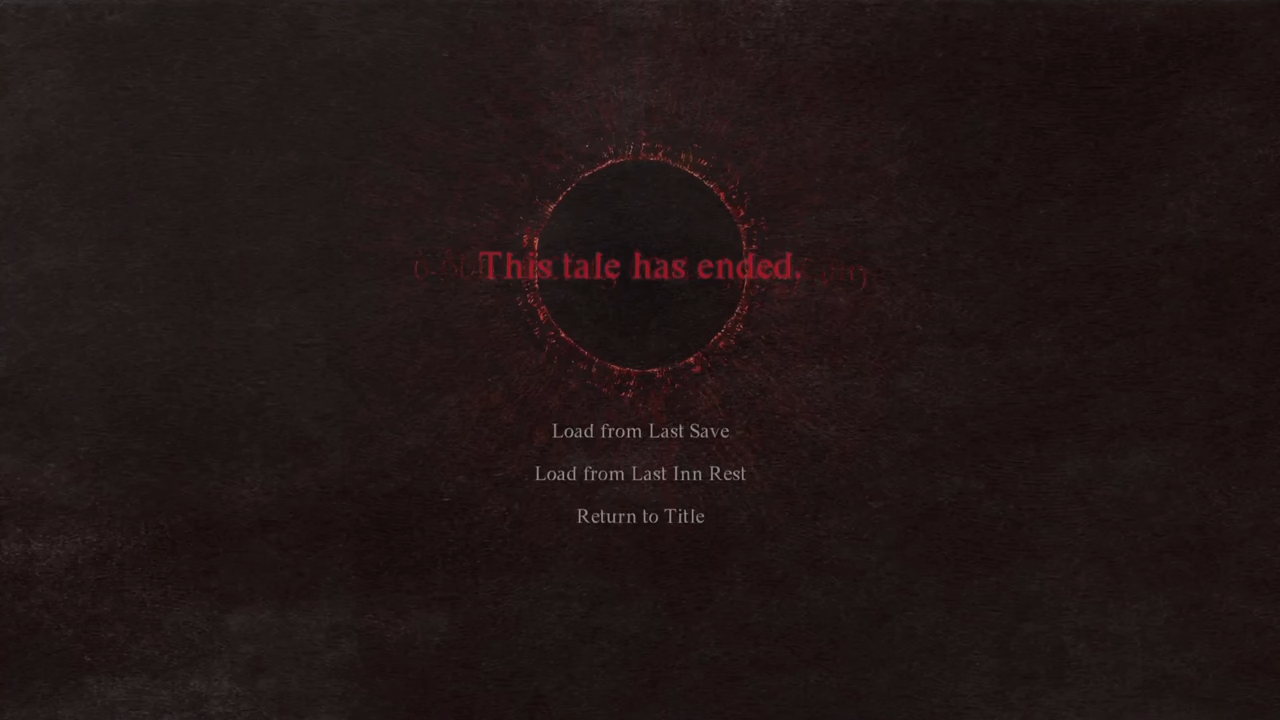 This tale has ended.
Load from Last Save
Load from Last Inn Rest
Return to Title